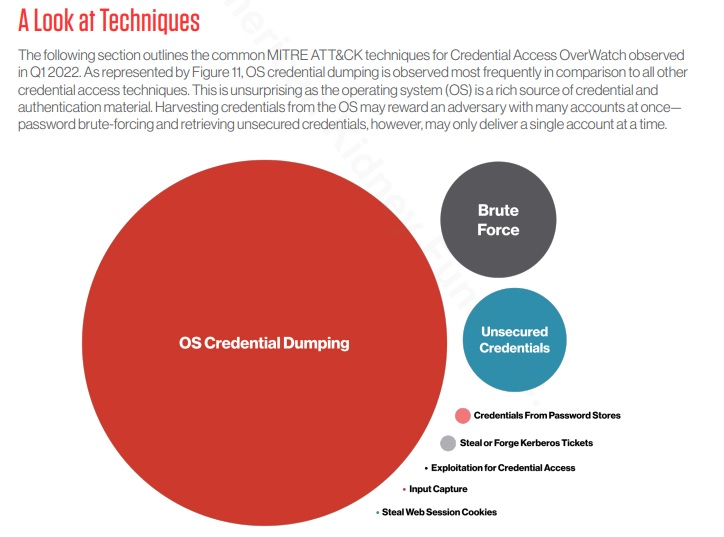 A Look at Techniques
The following section outlines the common MITRE ATT&CK techniques for Credential Access OverWatch observed
in Q1 2022. As represented by Figure 11, OS credential dumping is observed most frequently in comparison to all other
credential access techniques. This is unsurprising as the operating system (OS) is a rich source of credential and
authentication material. Harvesting credentials from the OS may reward an adversary with many accounts at once—
password brute-forcing and retrieving unsecured credentials, however, may only deliver a single account at a time.
Brute
Force
OS Credential Dumping
Unsecured
Credentials
Credentials From Password Stores
Steal or Forge Kerberos Tickets
Exploitation for Credential Access
Input Capture
Steal Web Session Cookies